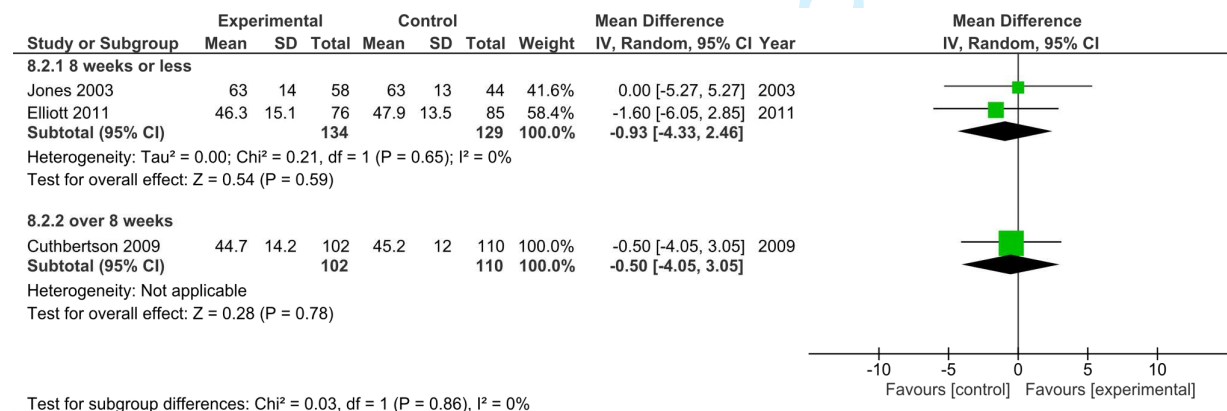 Experimental Control Mean Difference Mean Difference
Study or Subgroup Mean SD Total Mean SD Total Weight IV, Random, 95% CI Year IV, Random, 95% CI
8.2.1 8 weeks or less
Jones 2003 63 14 58 63 13 44 41.6% 0.00 [-5.27, 5.27] 2003
Elliott 2011 46.3 15.1 76 47.9 13.5 85 58.4% -1.60 [-6.05, 2.85] 2011
Subtotal (95% CI) 134 129 100.0% -0.93 [-4.33, 2.46]
Heterogeneity: Tau² = 0.00; Chi² = 0.21, df = 1 (P = 0.65); I² = 0%
Test for overall effect: Z = 0.54 (P = 0.59)
8.2.2 over 8 weeks
Cuthbertson 2009 44.7 14.2 102 45.2 12 110 100.0% -0.50 [-4.05, 3.05] 2009
Subtotal (95% CI) 102 110 100.0% -0.50 [-4.05, 3.05]
Heterogeneity: Not applicable
Test for overall effect: Z = 0.28 (P = 0.78)
-10 -5 0 5 10
Favours [control] Favours [experimental]
Test for subgroup differences: Chi² = 0.03, df = 1 (P = 0.86), I² = 0%